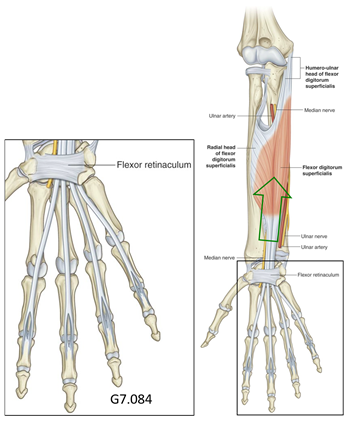 Humero-ulnar
head of flexor
digitorum
superficialis
Median nerve
Ulnar artery
Radial head
of flexor
digitorum
superficialis
Flexor digitorum
superficialis
Ulnar nerve
Ulnar artery
Median nerve
Flexor retinaculum
Flexor retinaculum
G7.084